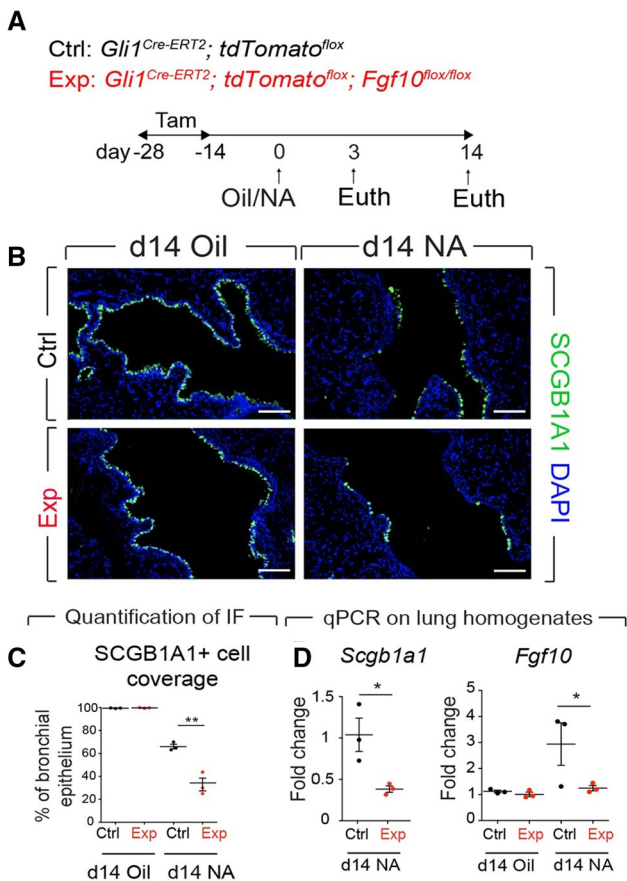 A
Ctrl: Gli1Cre-ERT2; tdTomatoflox
Exp: Gli1Cre-ERT2; tdTomatoflox; Fgf10flox/flox
Tam
day -28 -14 0 3 14
Oil/NA Euth Euth
B
d14 Oil d14 NA
Ctrl
Exp
SCGB1A1 DAPI
Quantification of IF qPCR on lung homogenates
C
SCGB1A1+ cell
coverage
% of bronchial
epithelium
100
80
60
40
20
0
**
Ctrl Exp Ctrl Exp
d14 Oil d14 NA
D
Scgb1a1
Fold change
1.5
1
0.5
0
*
Ctrl Exp
d14 NA
Fgf10
Fold change
5
4
3
2
1
0
*
Ctrl Exp Ctrl Exp
d14 Oil d14 NA